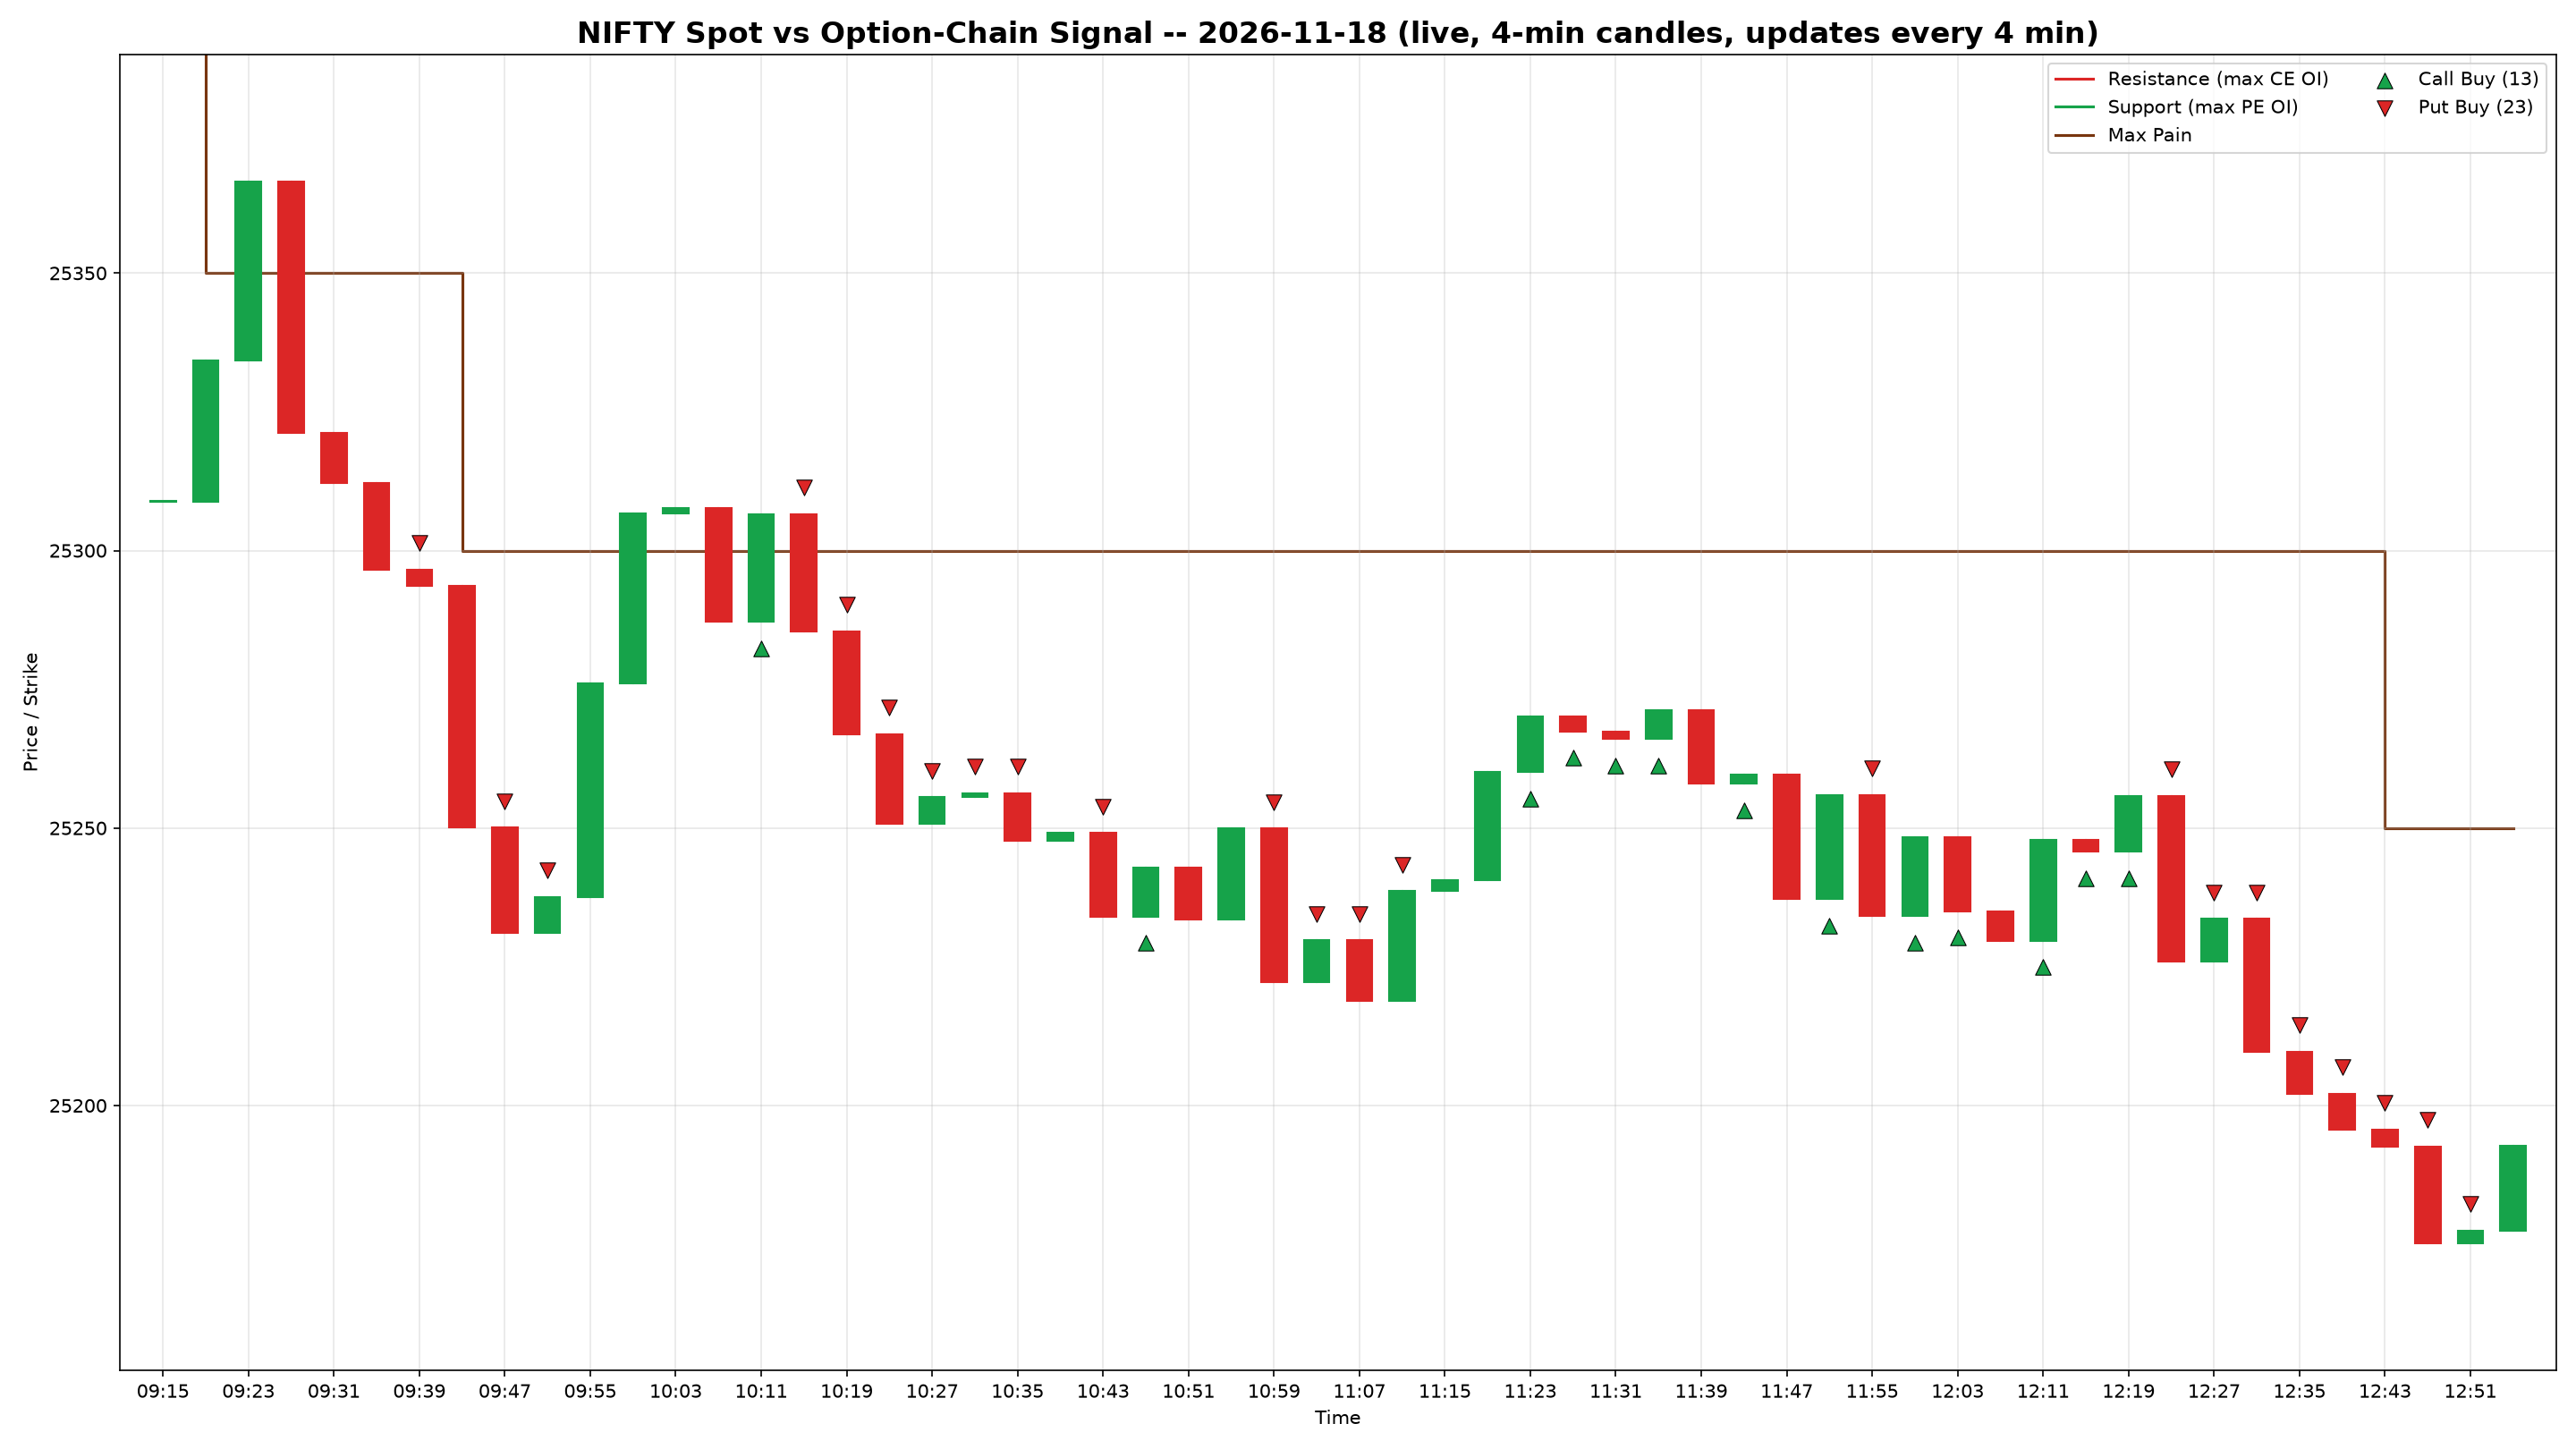 NIFTY Spot vs Option-Chain Signal -- 2026-11-18 (live, 4-min candles, updates every 4 min)
Resistance (max CE OI)
Support (max PE OI)
Max Pain
Call Buy (13)
Put Buy (23)
Price / Strike
25350
25300
25250
25200
09:15 09:23 09:31 09:39 09:47 09:55 10:03 10:11 10:19 10:27 10:35 10:43 10:51 10:59 11:07 11:15 11:23 11:31 11:39 11:47 11:55 12:03 12:11 12:19 12:27 12:35 12:43 12:51
Time